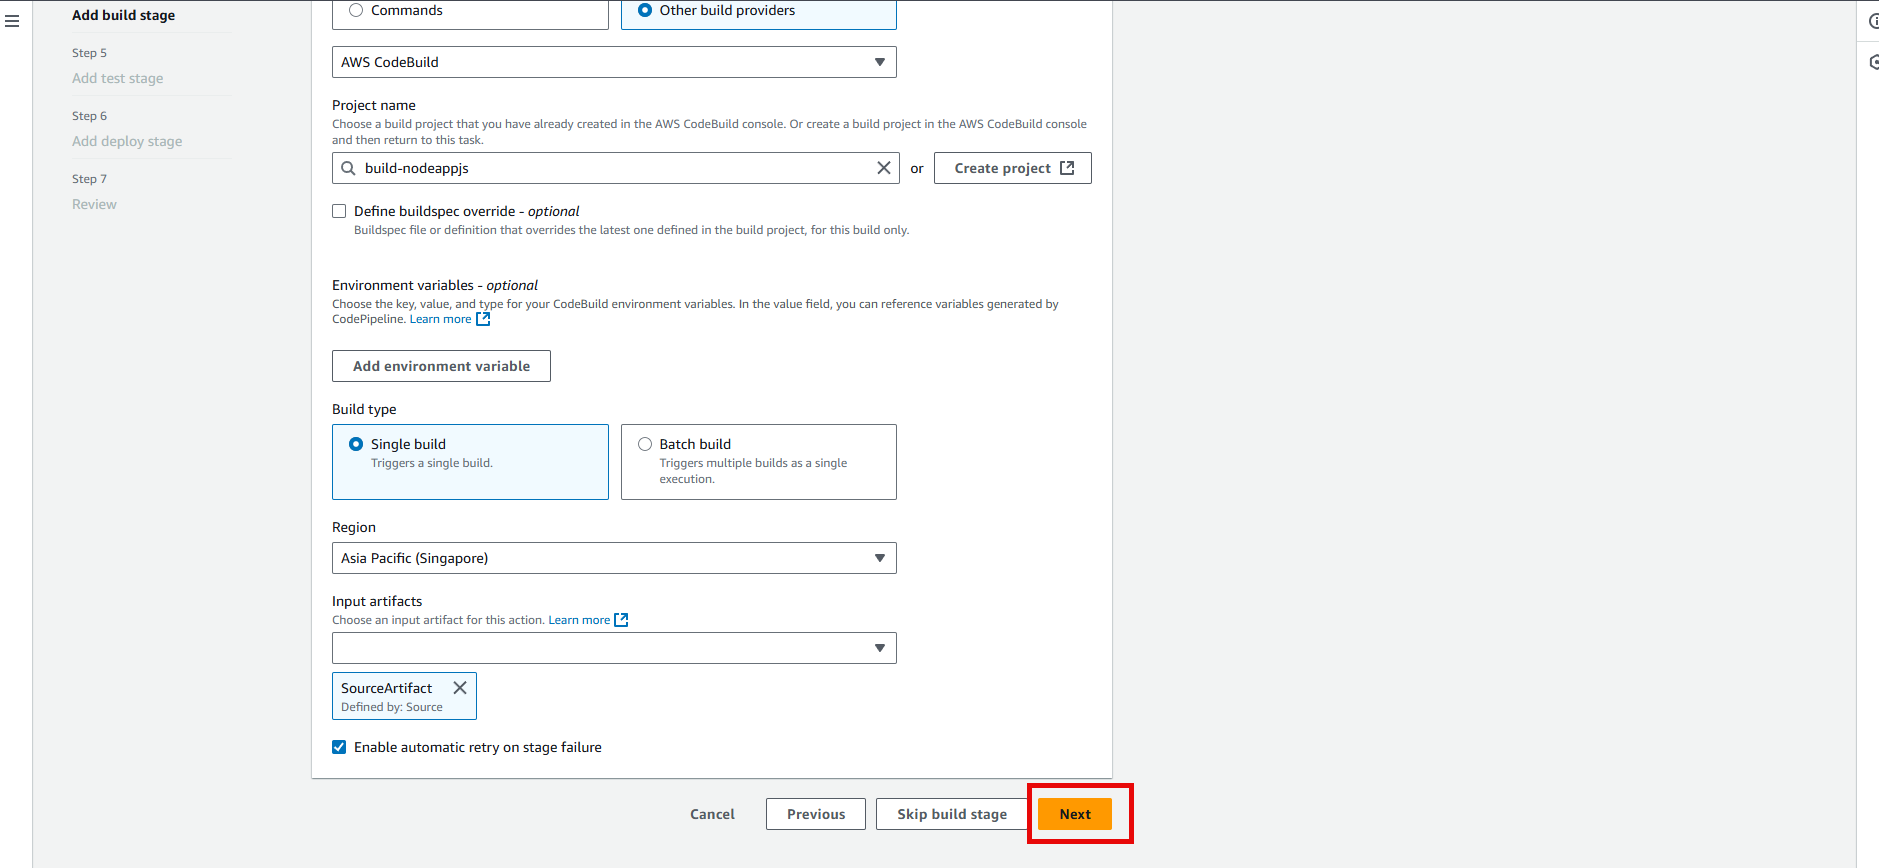 Add build stage
Step 5
Add test stage
Step 6
Add deploy stage
Step 7
Review
Commands
Other build providers
AWS CodeBuild
Project name
Choose a build project that you have already created in the AWS CodeBuild console. Or create a build project in the AWS CodeBuild console
and then return to this task.
build-nodeappjs
or
Create project
Define buildspec override - optional
Buildspec file or definition that overrides the latest one defined in the build project, for this build only.
Environment variables - optional
Choose the key, value, and type for your CodeBuild environment variables. In the value field, you can reference variables generated by
CodePipeline. Learn more
Add environment variable
Build type
Single build
Triggers a single build.
Batch build
Triggers multiple builds as a single
execution.
Region
Asia Pacific (Singapore)
Input artifacts
Choose an input artifact for this action. Learn more
SourceArtifact
Defined by: Source
Enable automatic retry on stage failure
Cancel
Previous
Skip build stage
Next